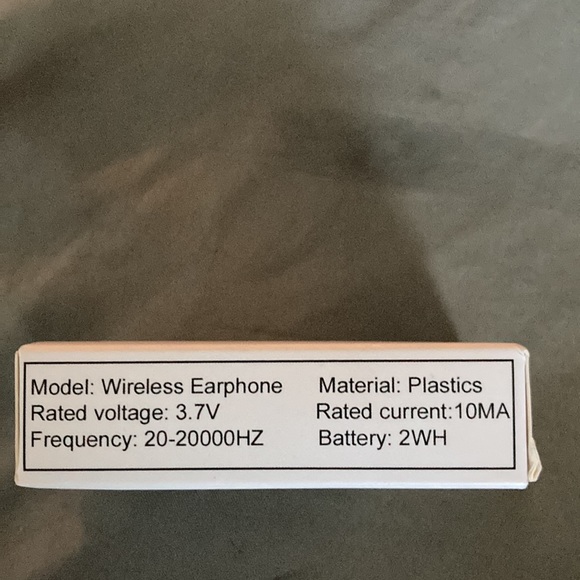 Model: Wireless Earphone Material: Plastics
Rated voltage: 3.7V Rated current:10MA
Frequency: 20-20000HZ Battery: 2WH